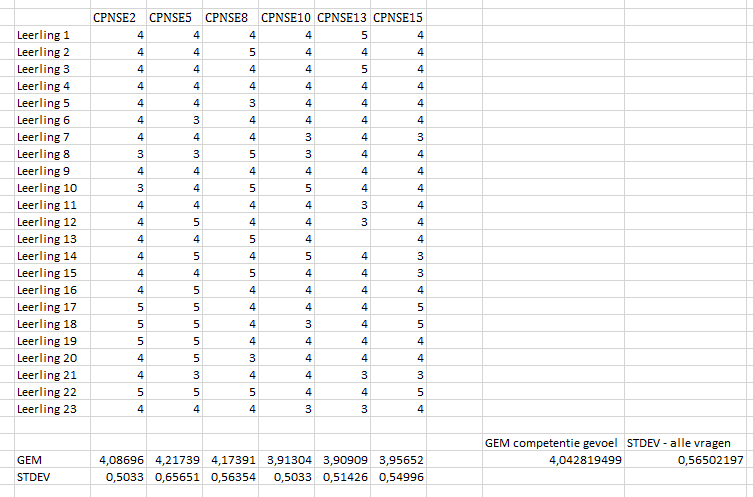 CPNSE2 CPNSE5 CPNSE8 CPNSE10 CPNSE13 CPNSE15
Leerling 1 4 4 4 4 5 4
Leerling 2 4 4 5 4 4 4
Leerling 3 4 4 4 4 5 4
Leerling 4 4 4 4 4 4 4
Leerling 5 4 4 3 4 4 4
Leerling 6 4 3 4 4 4 4
Leerling 7 4 4 4 3 4 3
Leerling 8 3 3 5 3 4 4
Leerling 9 4 4 4 4 4 4
Leerling 10 3 4 5 5 4 4
Leerling 11 4 4 4 4 3 4
Leerling 12 4 5 4 4 3 4
Leerling 13 4 4 5 4 4
Leerling 14 4 5 4 5 4 3
Leerling 15 4 4 5 4 4 3
Leerling 16 4 5 4 4 4 4
Leerling 17 5 5 4 4 4 5
Leerling 18 5 5 4 3 4 5
Leerling 19 5 5 4 4 4 4
Leerling 20 4 5 3 4 4 4
Leerling 21 4 3 4 4 3 3
Leerling 22 5 5 5 4 4 5
Leerling 23 4 4 4 3 3 4
GEM competentie gevoel STDEV - alle vragen
GEM 4,08696 4,21739 4,17391 3,91304 3,90909 3,95652 4,042819499 0,56502197
STDEV 0,5033 0,65651 0,56354 0,5033 0,51426 0,54996